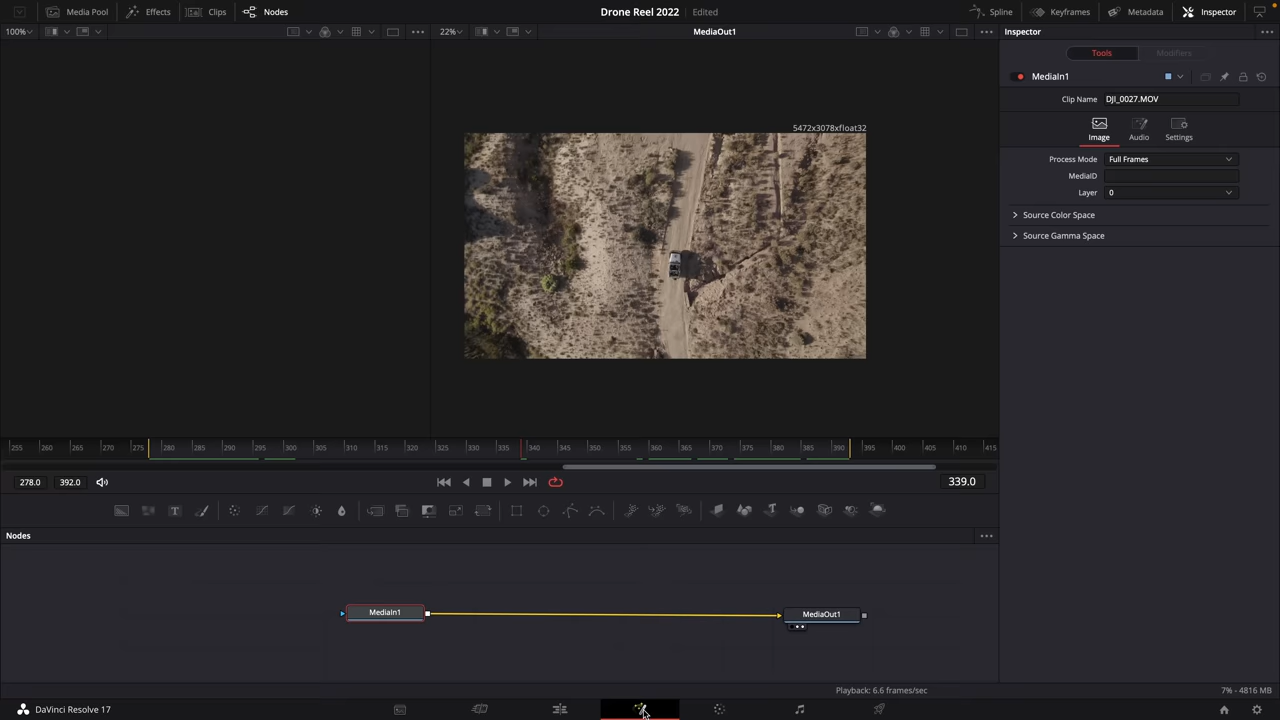 Media Pool
Effects
Clips
Nodes
Drone Reel 2022
Edited
Spline
Keyframes
Metadata
Inspector
100%
22%
MediaOut1
Inspector
Tools
Modifiers
MediaIn1
Clip Name
DJI_0027.MOV
5472x3078xfloat32
Image
Audio
Settings
Process Mode
Full Frames
MediaID
Layer
0
Source Color Space
Source Gamma Space
255 260 265 270 275 280 285 290 295 300 305 310 315 320 325 330 335 340 345 350 355 360 365 370 375 380 385 390 395 400 405 410 415
278.0
392.0
339.0
Nodes
MediaIn1
MediaOut1
Playback: 6.6 frames/sec
7% - 4816 MB
DaVinci Resolve 17